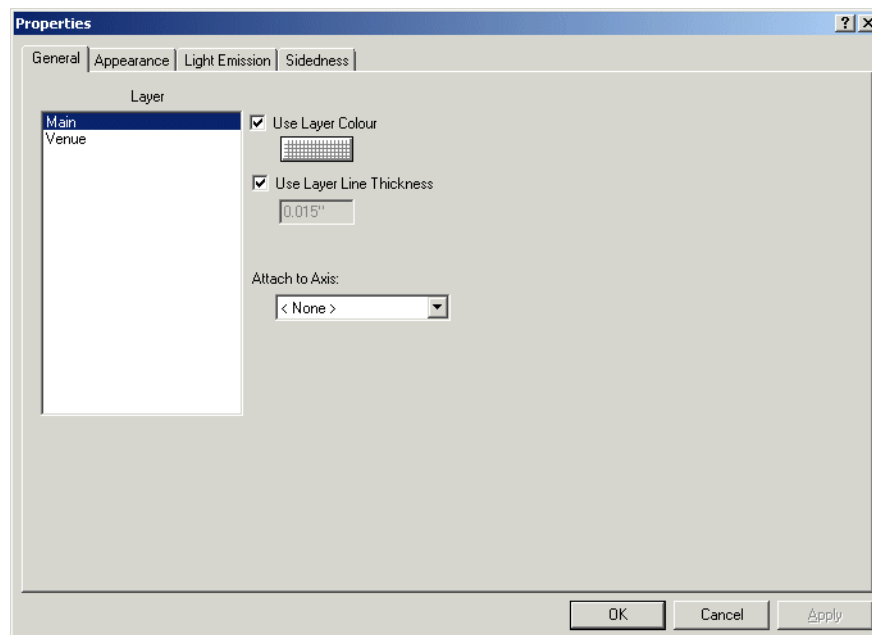 Properties
General Appearance Light Emission Sidedness
Layer
Main
Venue
Use Layer Colour
Use Layer Line Thickness
0.015"
Attach to Axis:
< None >
OK Cancel Apply